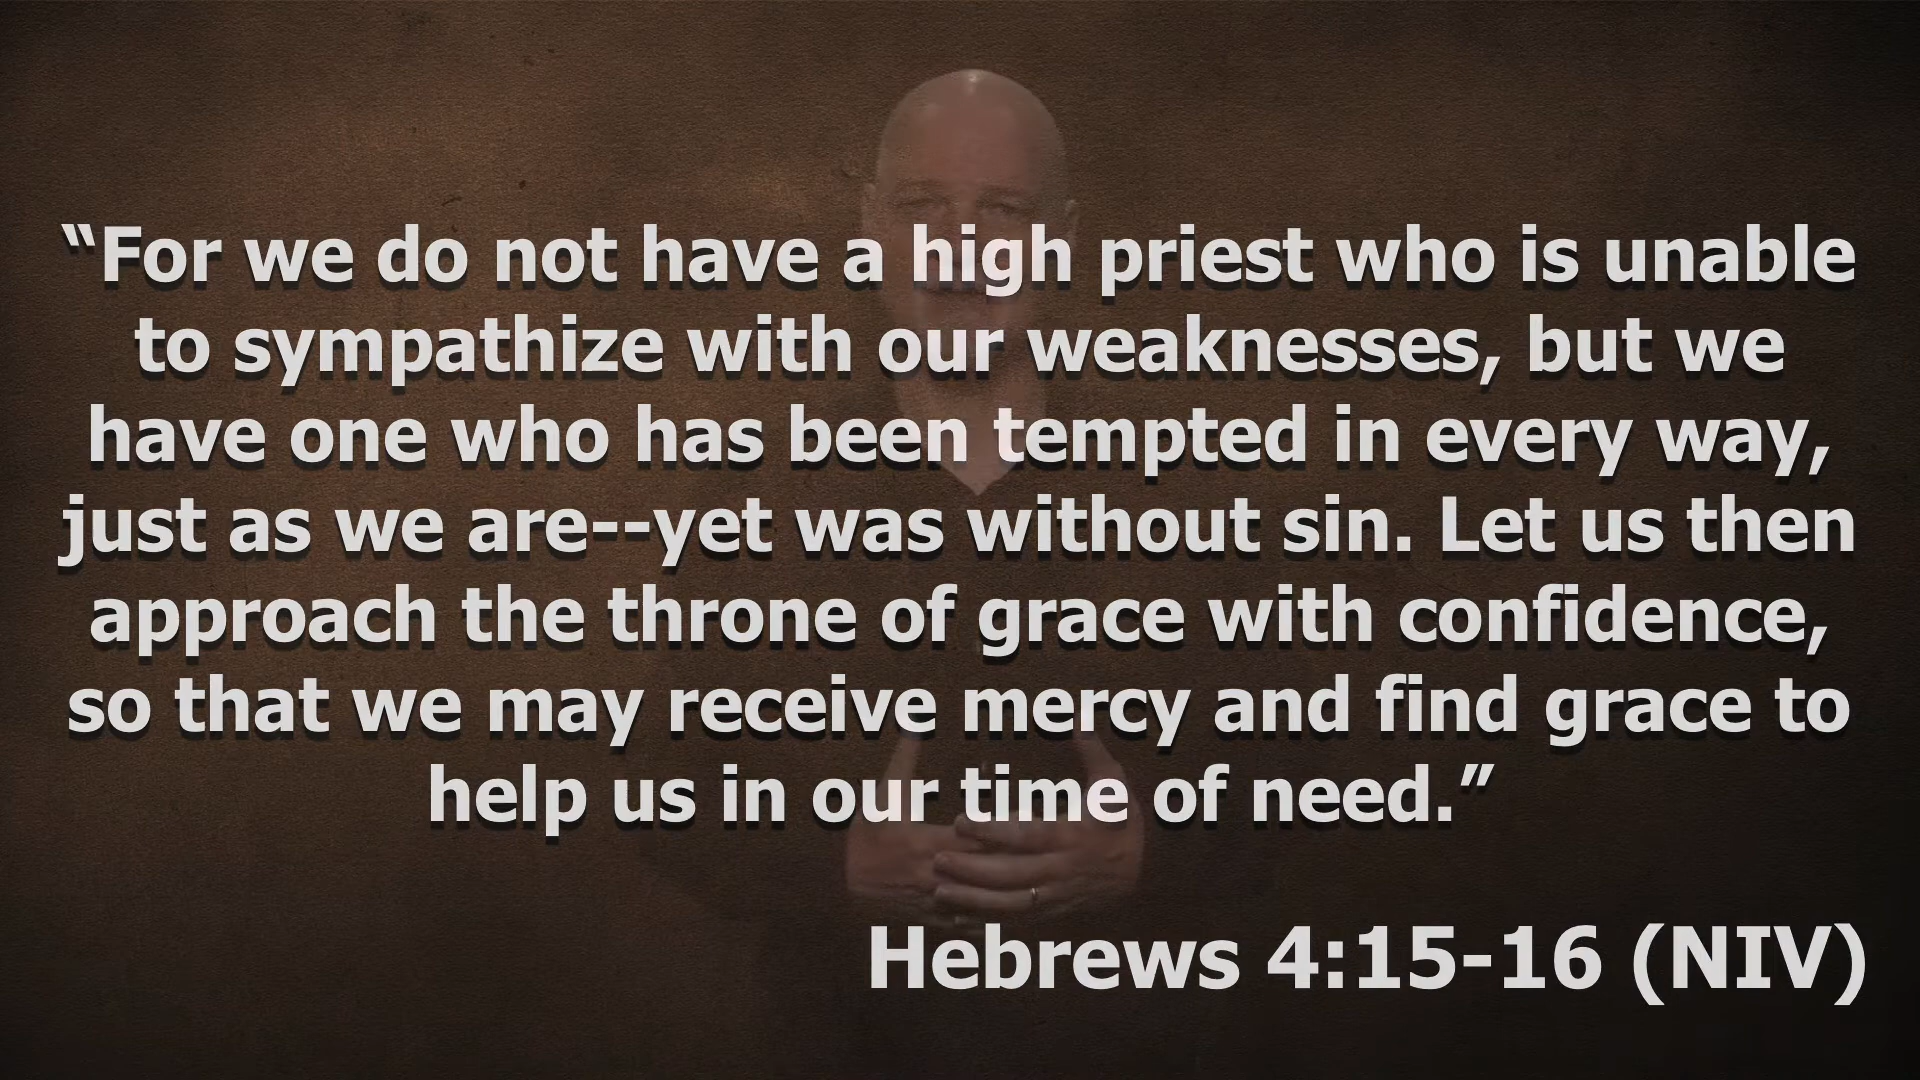 “For we do not have a high priest who is unable
to sympathize with our weaknesses, but we
have one who has been tempted in every way,
just as we are--yet was without sin. Let us then
approach the throne of grace with confidence,
so that we may receive mercy and find grace to
help us in our time of need.”
Hebrews 4:15-16 (NIV)